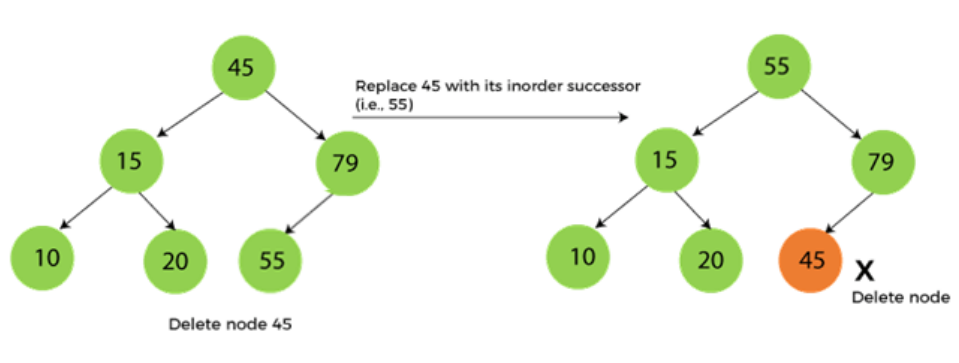 45
55
Replace 45 with its inorder successor
(i.e., 55)
15
79
15
79
10
20
55
10
20
45
X
Delete node
Delete node 45